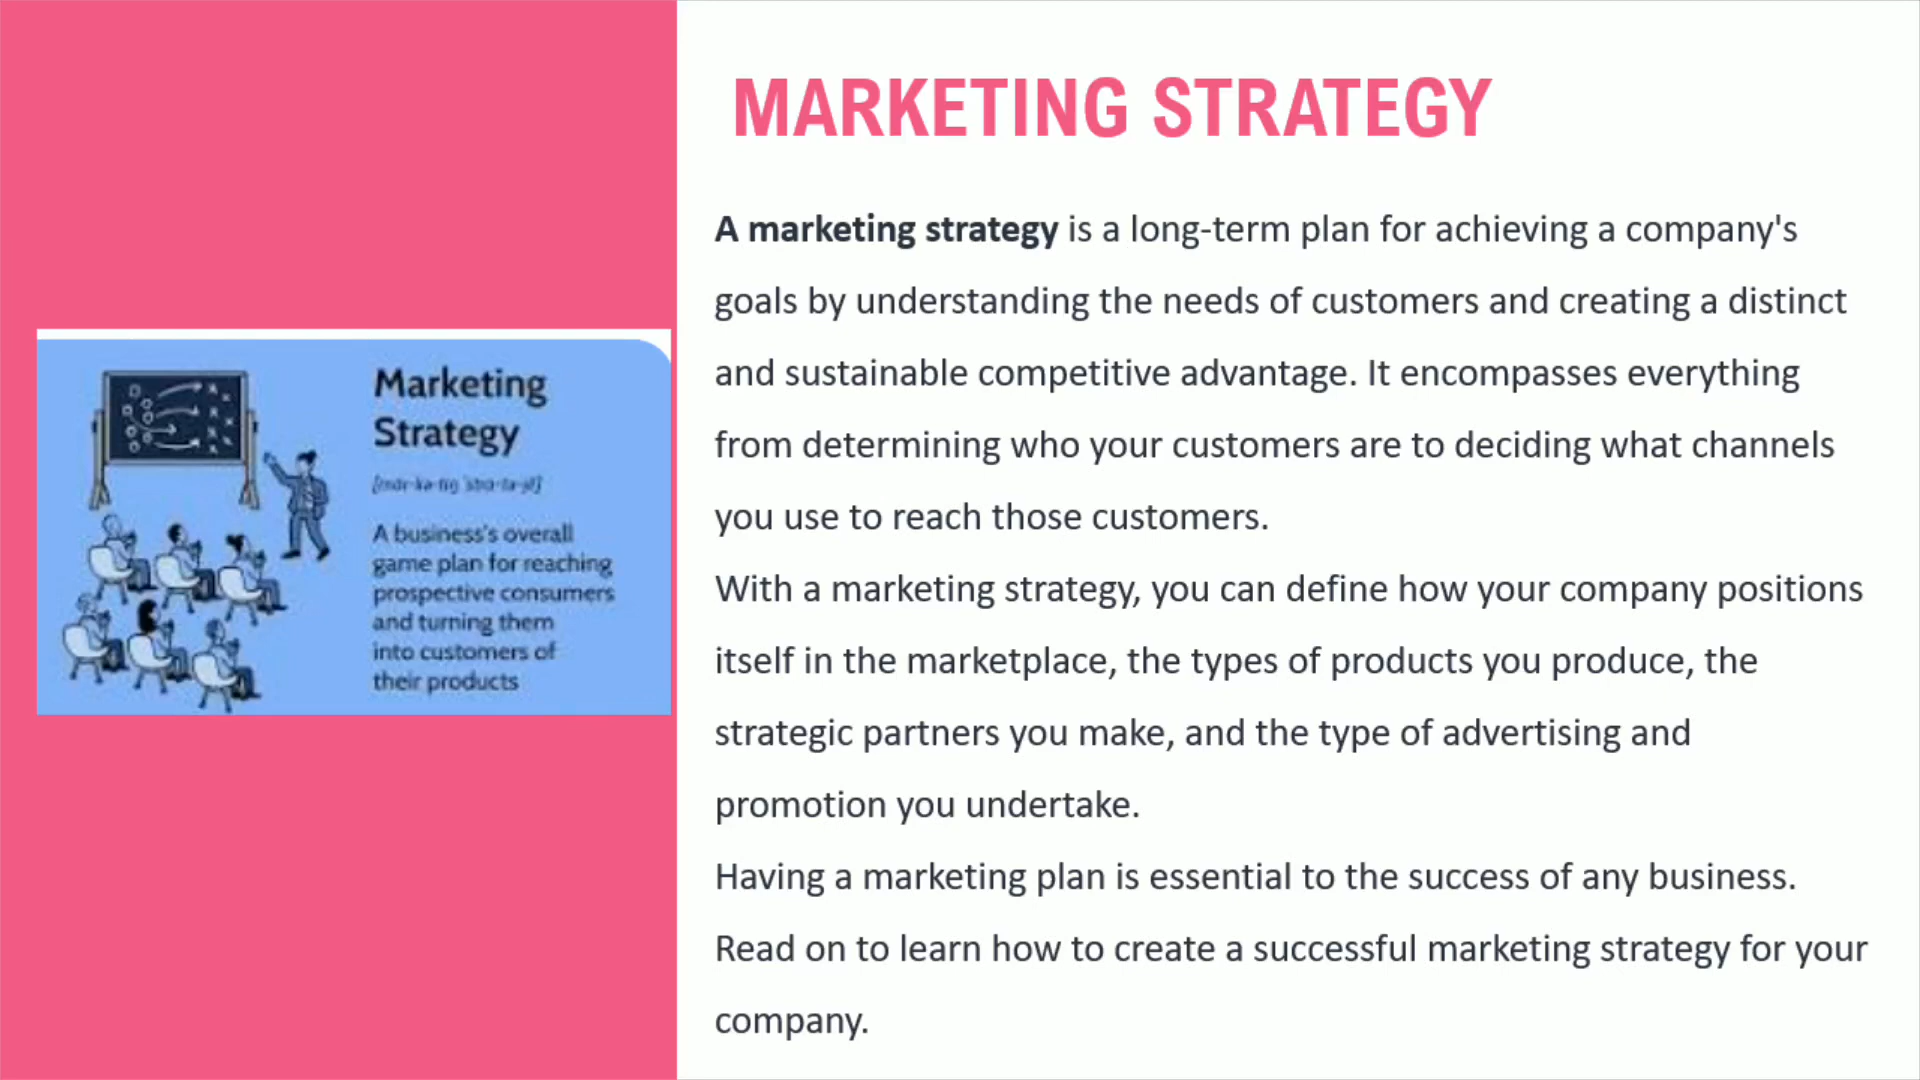 MARKETING STRATEGY
A marketing strategy is a long-term plan for achieving a company's
goals by understanding the needs of customers and creating a distinct
and sustainable competitive advantage. It encompasses everything
from determining who your customers are to deciding what channels
you use to reach those customers.
With a marketing strategy, you can define how your company positions
itself in the marketplace, the types of products you produce, the
strategic partners you make, and the type of advertising and
promotion you undertake.
Having a marketing plan is essential to the success of any business.
Read on to learn how to create a successful marketing strategy for your
company.
Marketing
Strategy
A business's overall
game plan for reaching
prospective consumers
and turning them
into customers of
their products